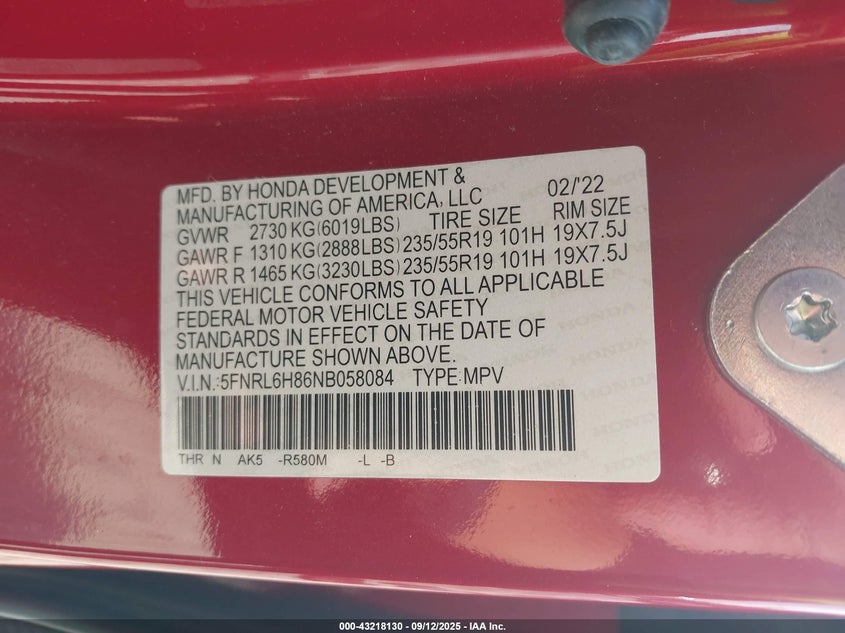 MFD. BY HONDA DEVELOPMENT &
MANUFACTURING OF AMERICA, LLC 02/'22
GVWR 2730 KG(6019LBS) TIRE SIZE RIM SIZE
GAWR F 1310 KG(2888LBS) 235/55R19 101H 19X7.5J
GAWR R 1465 KG(3230LBS) 235/55R19 101H 19X7.5J
THIS VEHICLE CONFORMS TO ALL APPLICABLE
FEDERAL MOTOR VEHICLE SAFETY
STANDARDS IN EFFECT ON THE DATE OF
MANUFACTURE SHOWN ABOVE.
V.I.N.:5FNRL6H86NB058084 TYPE:MPV
THR N AK5 -R580M -L -B
000-43218130 - 09/12/2025 - IAA Inc.